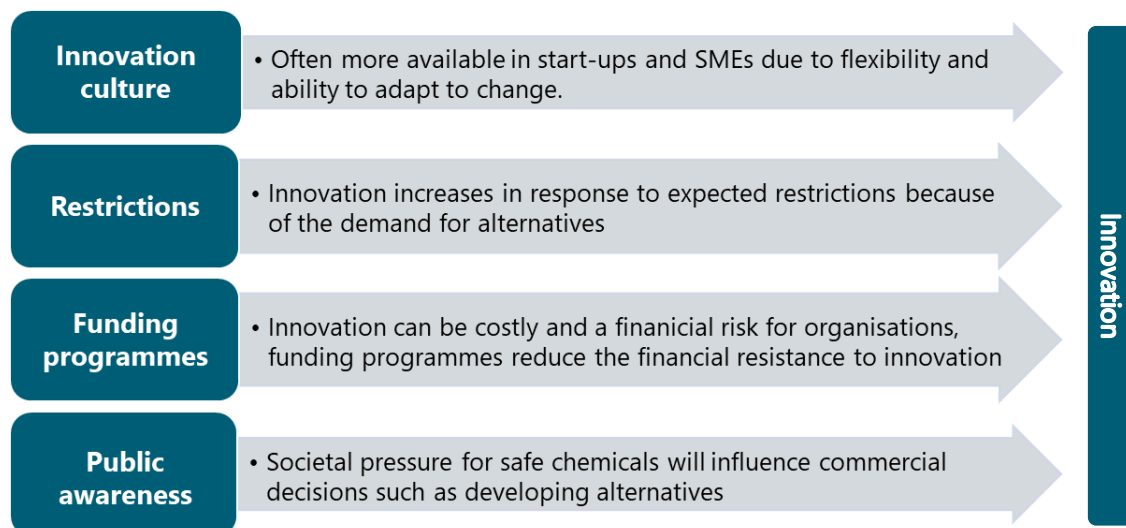 Innovation
culture
• Often more available in start-ups and SMEs due to flexibility and
ability to adapt to change.
Restrictions
• Innovation increases in response to expected restrictions because
of the demand for alternatives
Funding
programmes
• Innovation can be costly and a finanicial risk for organisations,
funding programmes reduce the financial resistance to innovation
Public
awareness
• Societal pressure for safe chemicals will influence commercial
decisions such as developing alternatives
Innovation